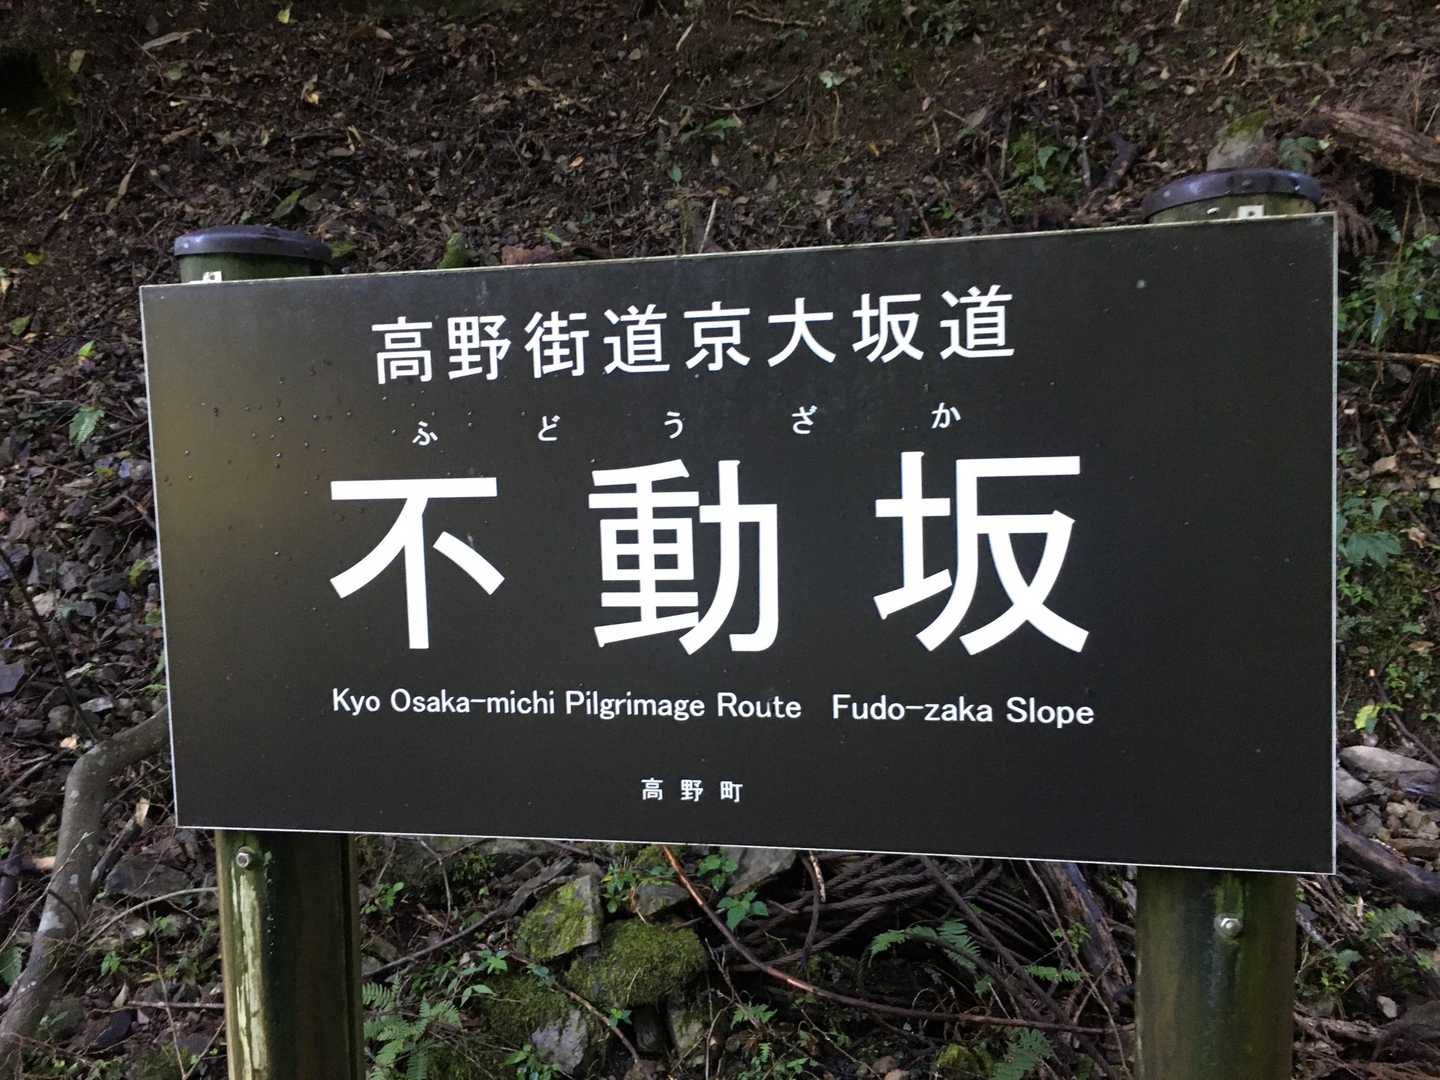 高野街道京大坂道
ふどうざか
不動坂
Kyo Osaka-michi Pilgrimage Route Fudo-zaka Slope
高野町